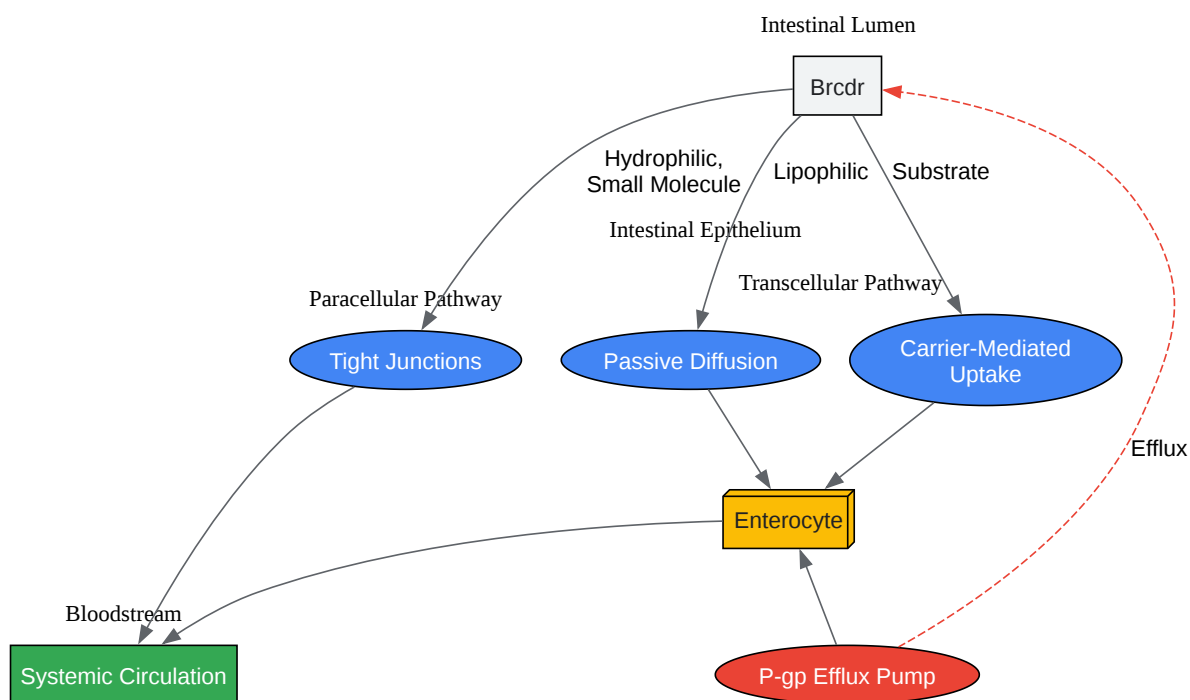 Intestinal Lumen
Brcdr
Hydrophilic,
Small Molecule
Lipophilic
Substrate
Intestinal Epithelium
Transcellular Pathway
Paracellular Pathway
Tight Junctions
Passive Diffusion
Carrier-Mediated
Uptake
Efflux
Enterocyte
Bloodstream
Systemic Circulation
P-gp Efflux Pump